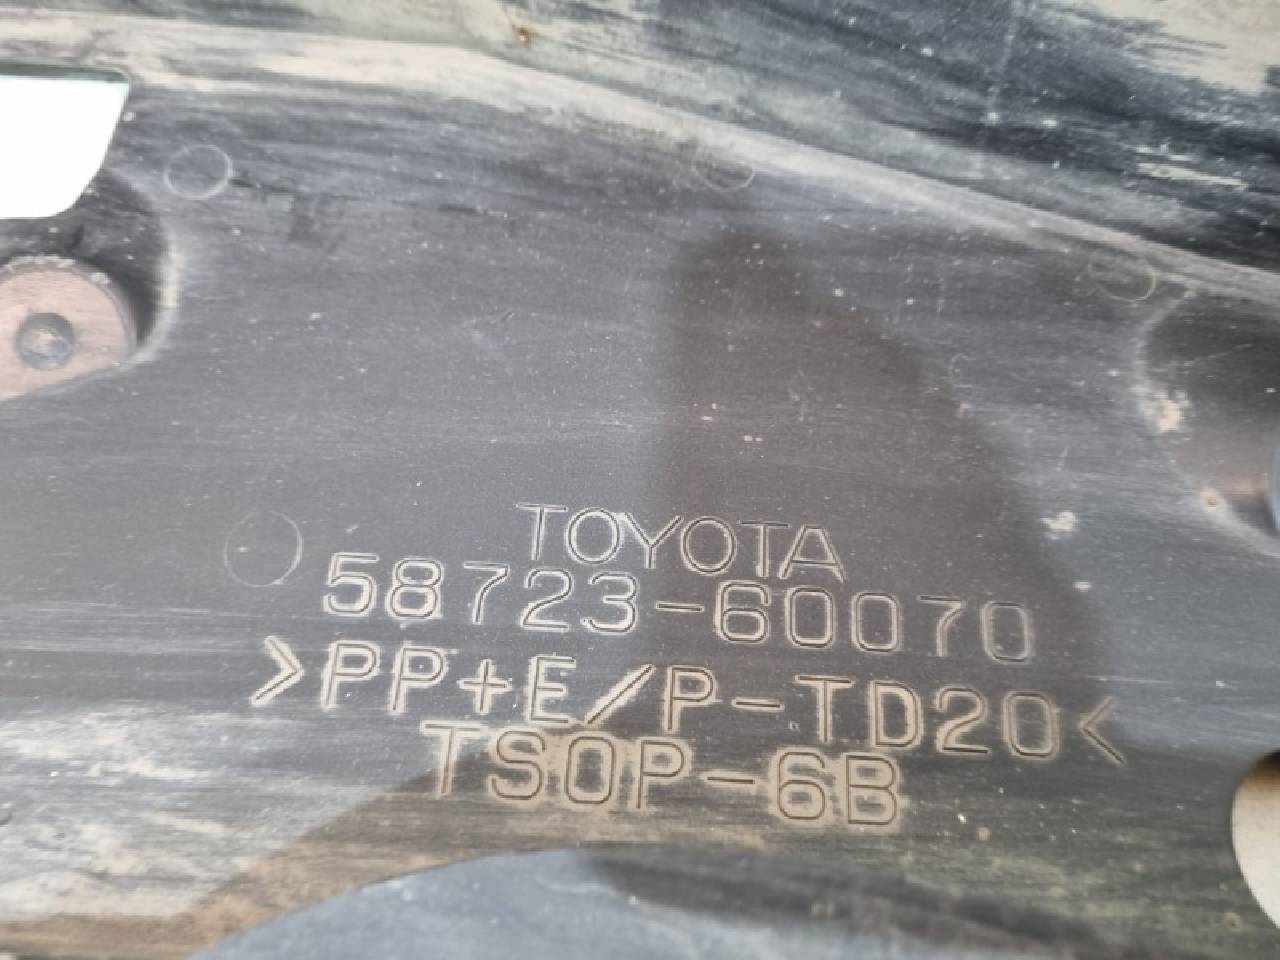 TOYOTA
58723-60070
>PP+E/P-TD20<
TSOP-6B